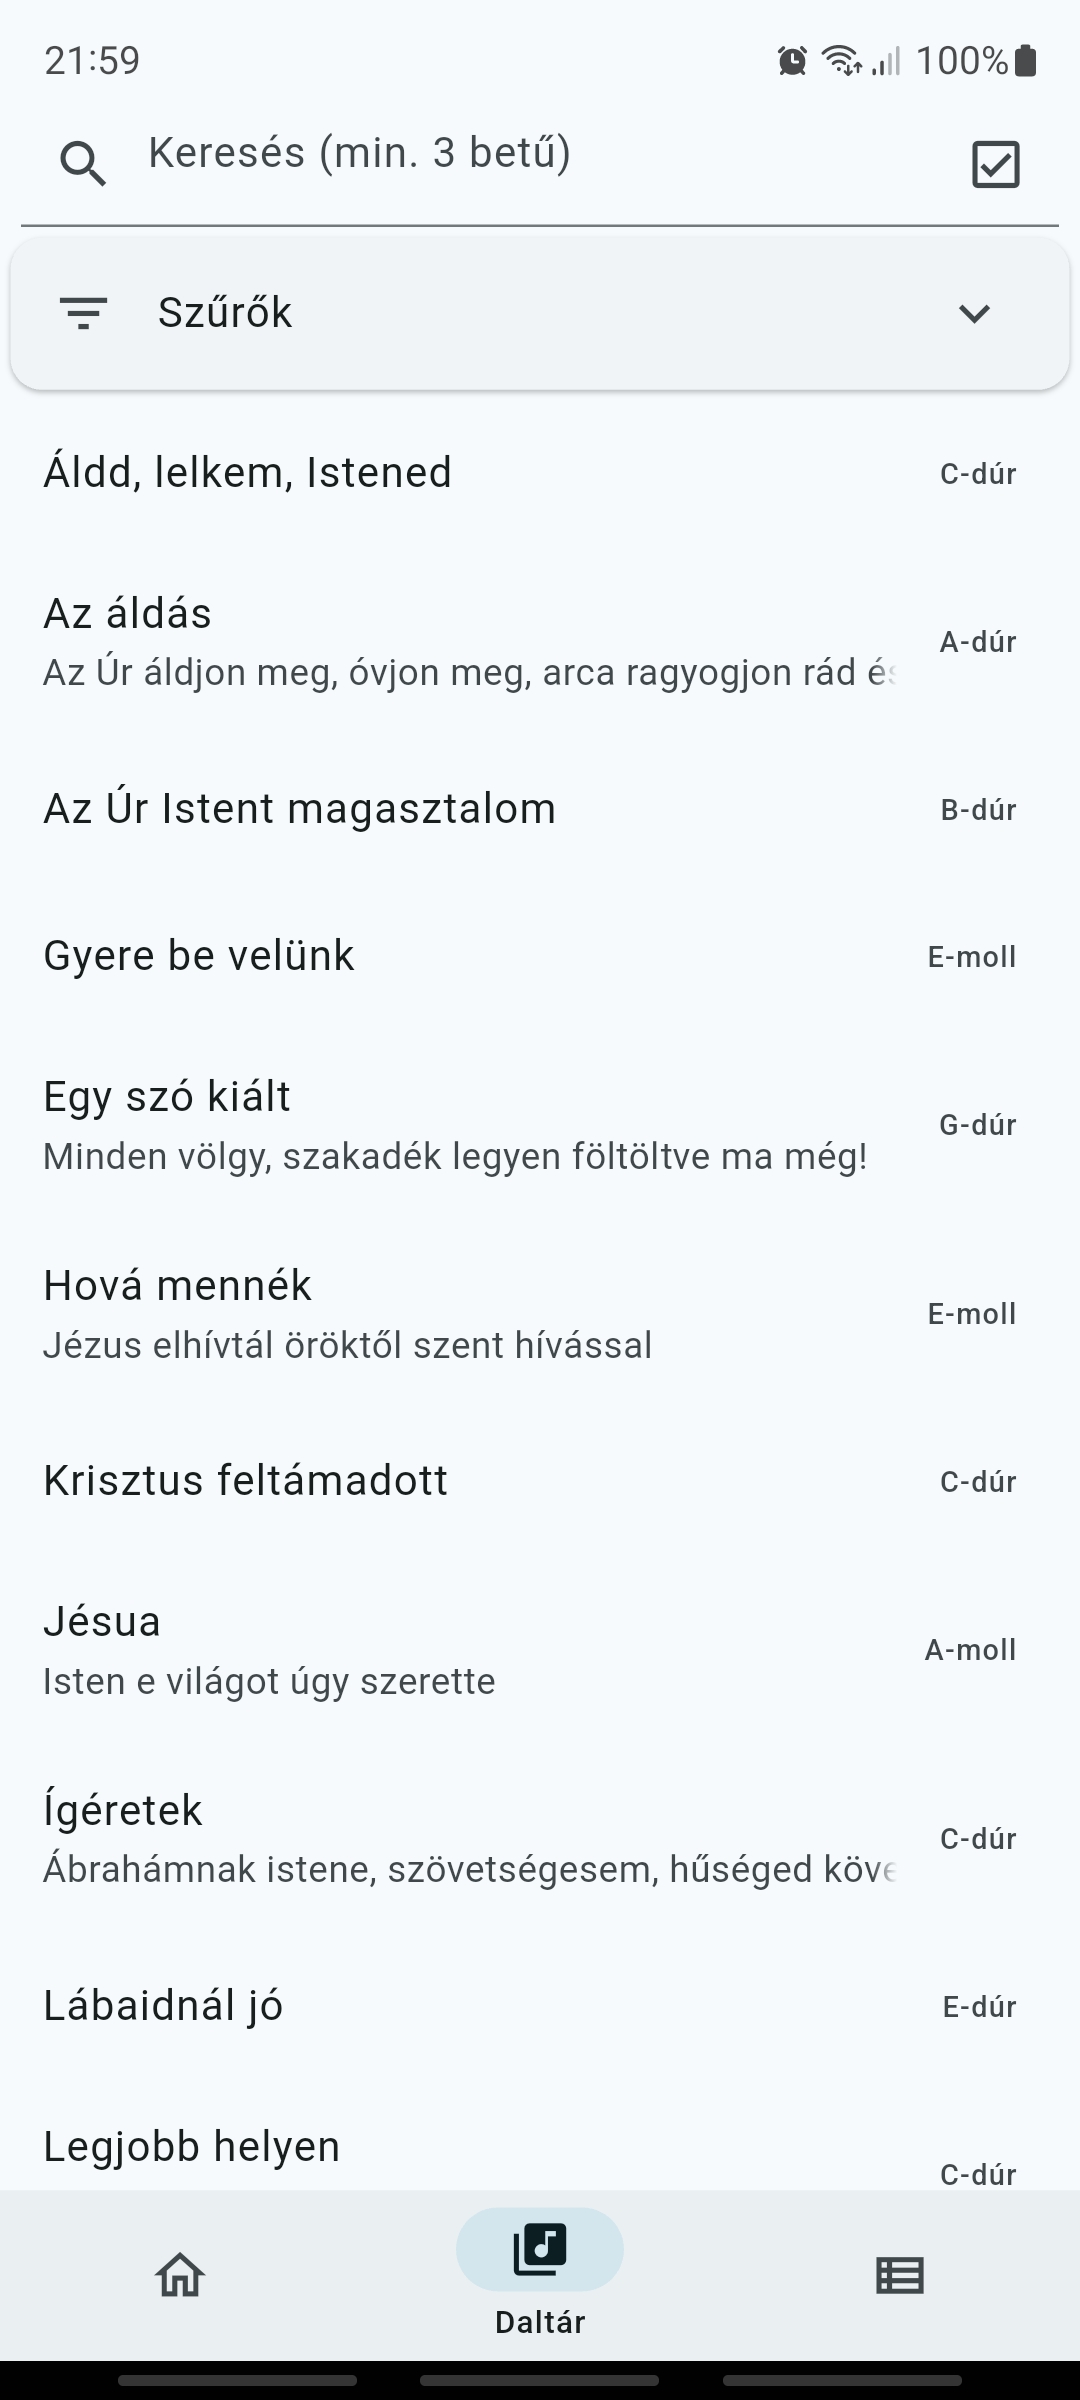 21:59
100%
Keresés (min. 3 betű)
Szűrők
Áldd, lelkem, Istened
C-dúr
Az áldás
Az Úr áldjon meg, óvjon meg, arca ragyogjon rád és
A-dúr
Az Úr Istent magasztalom
B-dúr
Gyere be velünk
E-moll
Egy szó kiált
Minden völgy, szakadék legyen föltöltve ma még!
G-dúr
Hová mennék
Jézus elhívtál öröktől szent hívással
E-moll
Krisztus feltámadott
C-dúr
Jésua
Isten e világot úgy szerette
A-moll
Ígéretek
Ábrahámnak istene, szövetségesem, hűséged köve
C-dúr
Lábaidnál jó
E-dúr
Legjobb helyen
C-dúr
Daltár